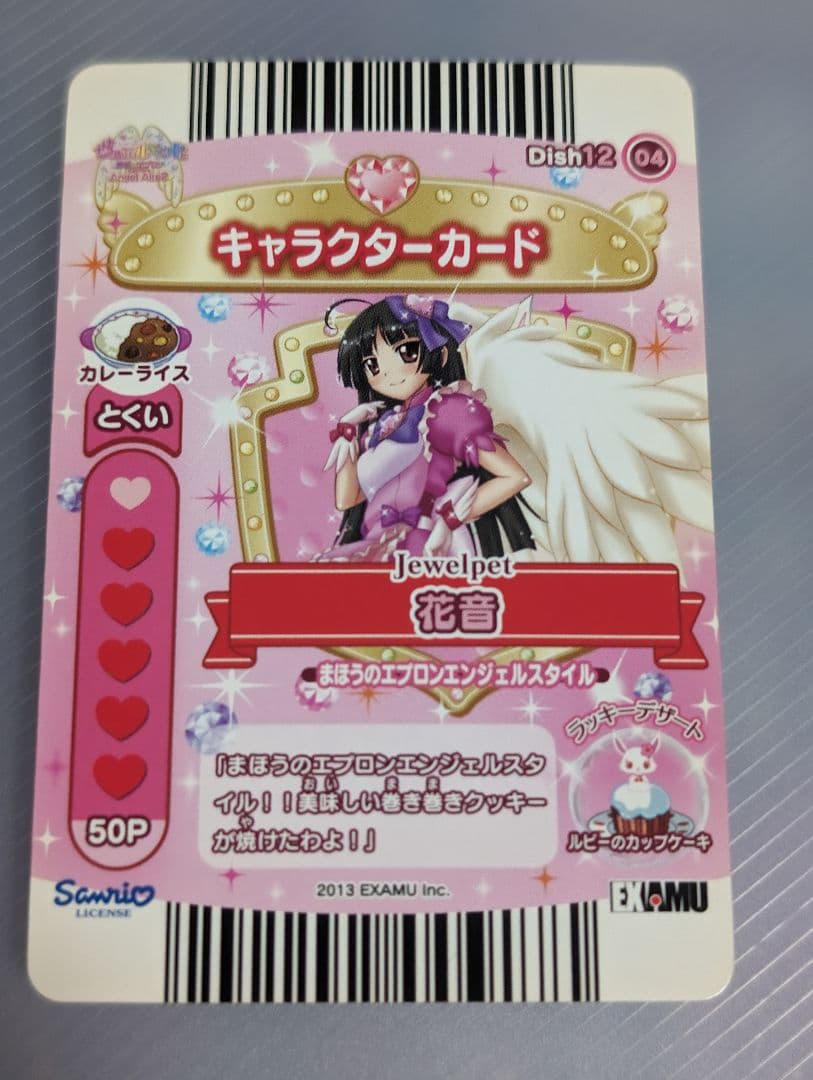 Angel Alice?
Dish12 04
キャラクターカード
カレーライス
とくい
50P
Jewelpet
花音
まほうのエプロンエンジェルスタイル
「まほうのエプロンエンジェルスタ
イル！！美味しい巻き巻きクッキー
が焼けたわよ！」
ラッキーデザート
ルビーのカップケーキ
Sanrio
LICENSE
2013 EXAMU Inc.
EXAMU